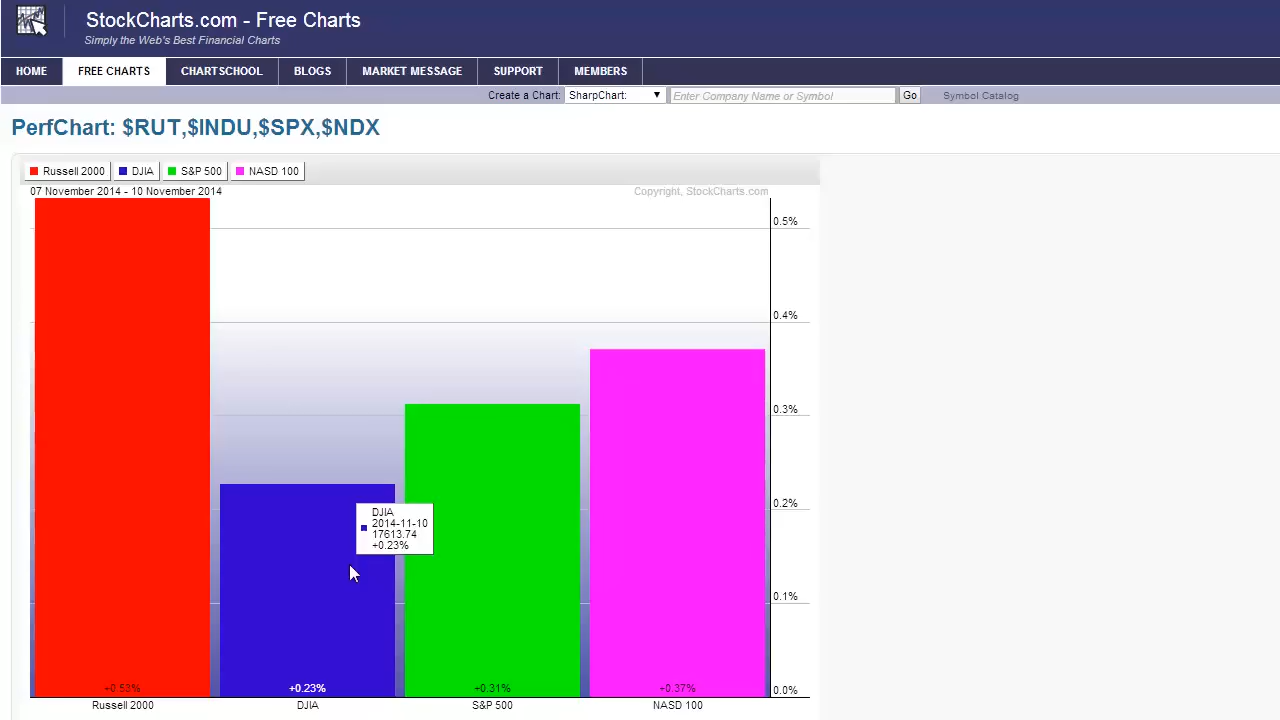 StockCharts.com - Free Charts
Simply the Web's Best Financial Charts
HOME FREE CHARTS CHARTSCHOOL BLOGS MARKET MESSAGE SUPPORT MEMBERS
Create a Chart: SharpChart: Enter Company Name or Symbol Go Symbol Catalog
PerfChart: $RUT,$INDU,$SPX,$NDX
Russell 2000 DJIA S&P 500 NASD 100
07 November 2014 - 10 November 2014 Copyright, StockCharts.com
0.5%
0.4%
0.3%
0.2%
0.1%
0.0%
DJIA
2014-11-10
17613.74
+0.23%
+0.53% +0.23% +0.31% +0.37%
Russell 2000 DJIA S&P 500 NASD 100